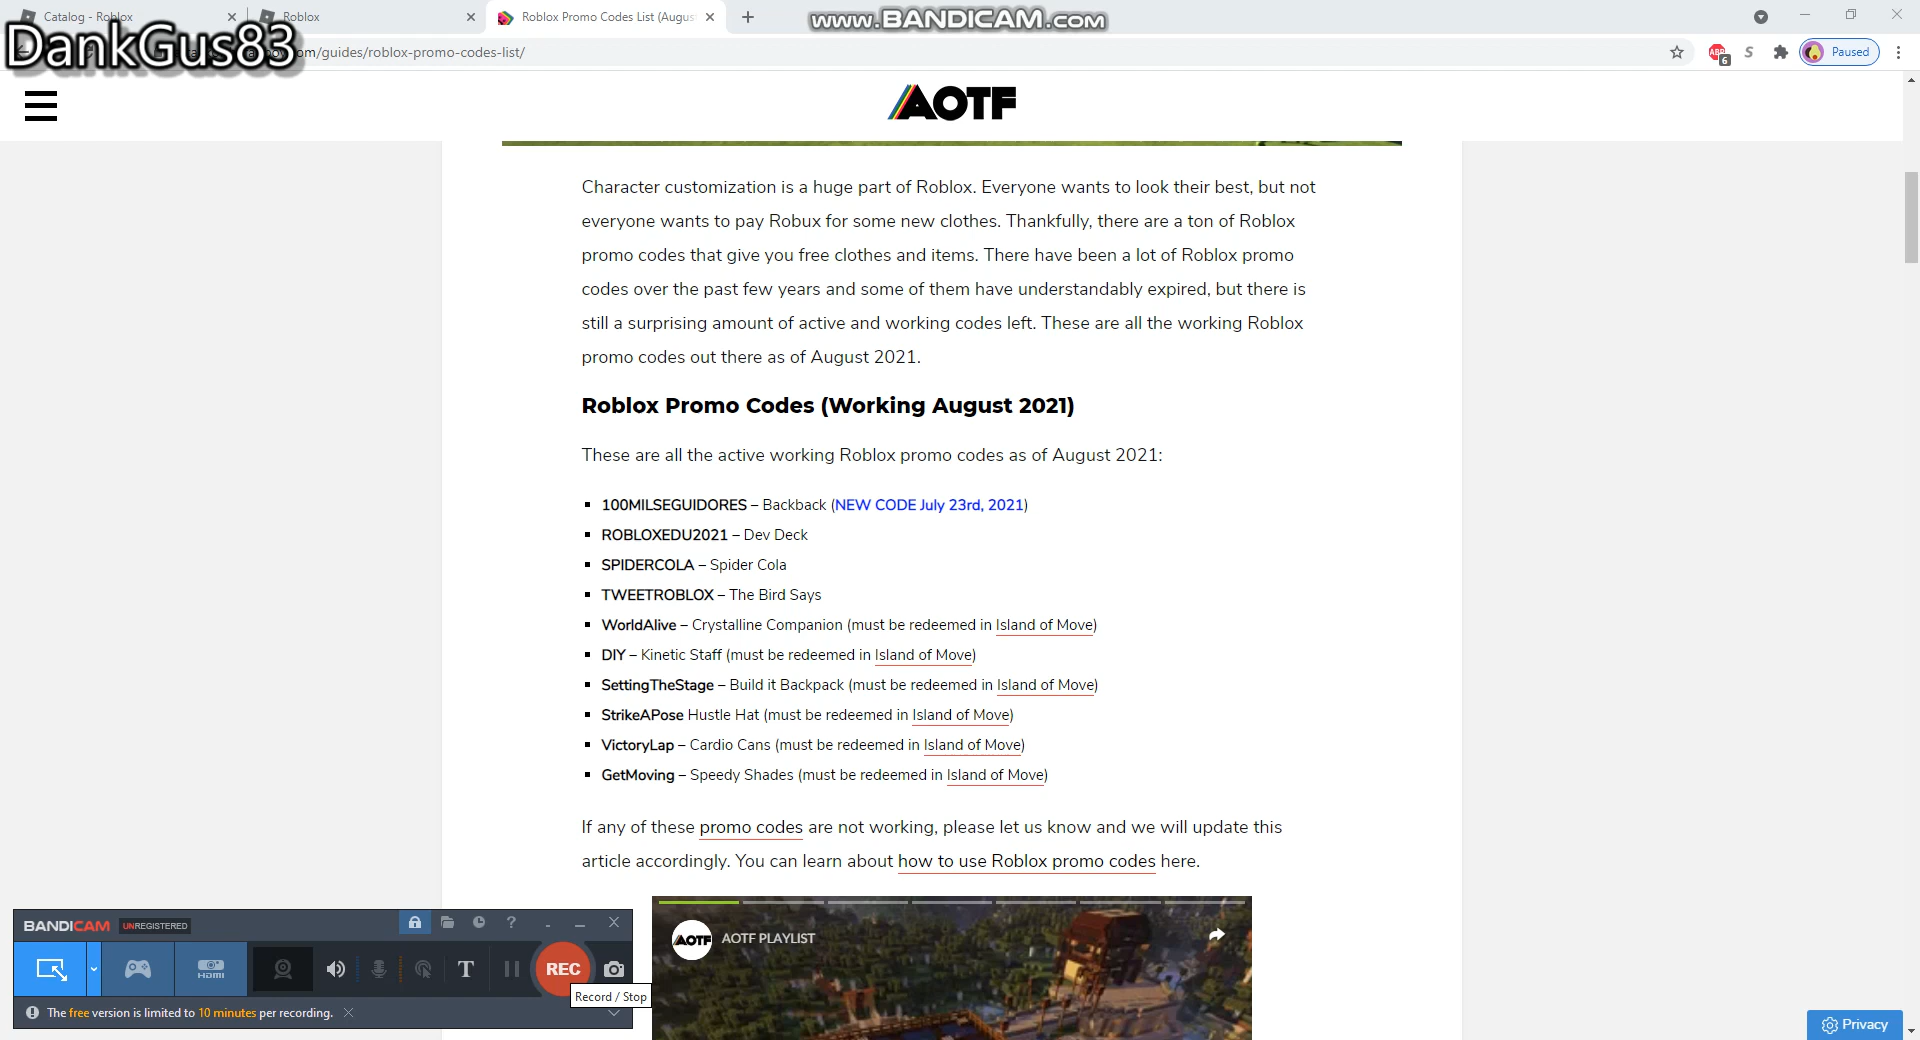 Catalog - Roblox
Roblox
Roblox Promo Codes List (Augus
www.BANDICAM.com
DankGus83
om/guides/roblox-promo-codes-list/
ABP
6
S
Paused
AOTF
Character customization is a huge part of Roblox. Everyone wants to look their best, but not
everyone wants to pay Robux for some new clothes. Thankfully, there are a ton of Roblox
promo codes that give you free clothes and items. There have been a lot of Roblox promo
codes over the past few years and some of them have understandably expired, but there is
still a surprising amount of active and working codes left. These are all the working Roblox
promo codes out there as of August 2021.
Roblox Promo Codes (Working August 2021)
These are all the active working Roblox promo codes as of August 2021:
100MILSEGUIDORES – Backback (NEW CODE July 23rd, 2021)
ROBLOXEDU2021 – Dev Deck
SPIDERCOLA – Spider Cola
TWEETROBLOX – The Bird Says
WorldAlive – Crystalline Companion (must be redeemed in Island of Move)
DIY – Kinetic Staff (must be redeemed in Island of Move)
SettingTheStage – Build it Backpack (must be redeemed in Island of Move)
StrikeAPose Hustle Hat (must be redeemed in Island of Move)
VictoryLap – Cardio Cans (must be redeemed in Island of Move)
GetMoving – Speedy Shades (must be redeemed in Island of Move)
If any of these promo codes are not working, please let us know and we will update this
article accordingly. You can learn about how to use Roblox promo codes here.
AOTF
AOTF PLAYLIST
BANDICAM UNREGISTERED
?
HDMI
T
REC
Record / Stop
The free version is limited to 10 minutes per recording.
Privacy